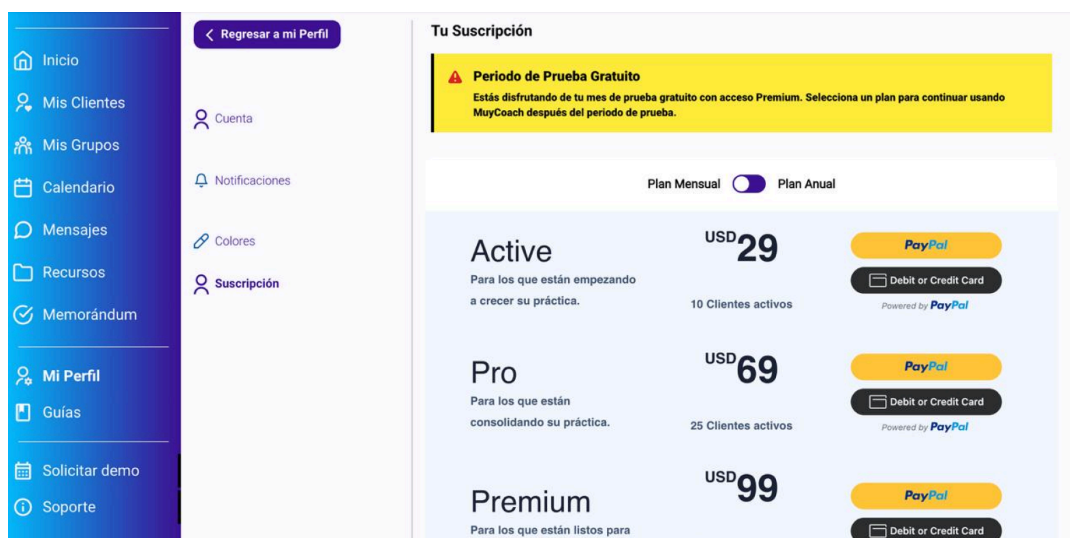 Inicio
Mis Clientes
Mis Grupos
Calendario
Mensajes
Recursos
Memorándum
Mi Perfil
Guías
Solicitar demo
Soporte
Regresar a mi Perfil
Cuenta
Notificaciones
Colores
Suscripción
Tu Suscripción
Periodo de Prueba Gratuito
Estás disfrutando de tu mes de prueba gratuito con acceso Premium. Selecciona un plan para continuar usando
MuyCoach después del periodo de prueba.
Plan Mensual Plan Anual
Active
Para los que están empezando
a crecer su práctica.
USD29
10 Clientes activos
PayPal
Debit or Credit Card
Powered by PayPal
Pro
Para los que están
consolidando su práctica.
USD69
25 Clientes activos
PayPal
Debit or Credit Card
Powered by PayPal
Premium
Para los que están listos para
USD99
PayPal
Debit or Credit Card